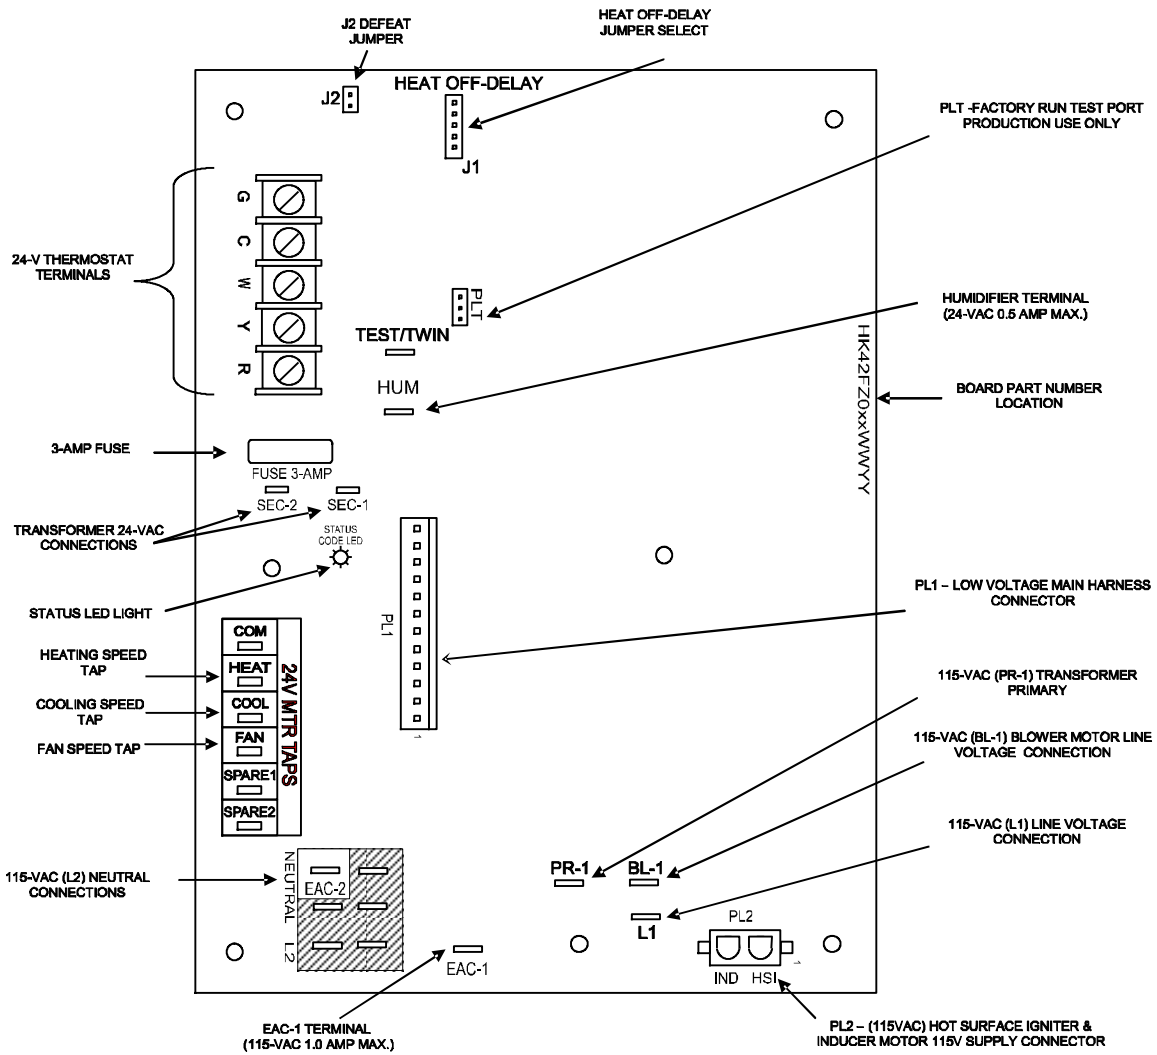 J2 DEFEAT
JUMPER
HEAT OFF-DELAY
JUMPER SELECT
HEAT OFF-DELAY
J2
J1
PLT -FACTORY RUN TEST PORT
PRODUCTION USE ONLY
24-V THERMOSTAT
TERMINALS
G
C
W
Y
R
PLT
TEST/TWIN
HUM
HUMIDIFIER TERMINAL
(24-VAC 0.5 AMP MAX.)
HK42FZ0xxWWYY
BOARD PART NUMBER
LOCATION
3-AMP FUSE
FUSE 3-AMP
SEC-2
SEC-1
TRANSFORMER 24-VAC
CONNECTIONS
STATUS
CODE LED
STATUS LED LIGHT
PL1
1
PL1 – LOW VOLTAGE MAIN HARNESS
CONNECTOR
COM
HEAT
COOL
FAN
SPARE1
SPARE2
24V MTR TAPS
HEATING SPEED
TAP
COOLING SPEED
TAP
FAN SPEED TAP
115-VAC (PR-1) TRANSFORMER
PRIMARY
115-VAC (BL-1) BLOWER MOTOR LINE
VOLTAGE CONNECTION
115-VAC (L1) LINE VOLTAGE
CONNECTION
115-VAC (L2) NEUTRAL
CONNECTIONS
NEUTRAL L2
EAC-2
EAC-1
PR-1
BL-1
L1
PL2
IND HSI
1
EAC-1 TERMINAL
(115-VAC 1.0 AMP MAX.)
PL2 – (115VAC) HOT SURFACE IGNITER &
INDUCER MOTOR 115V SUPPLY CONNECTOR